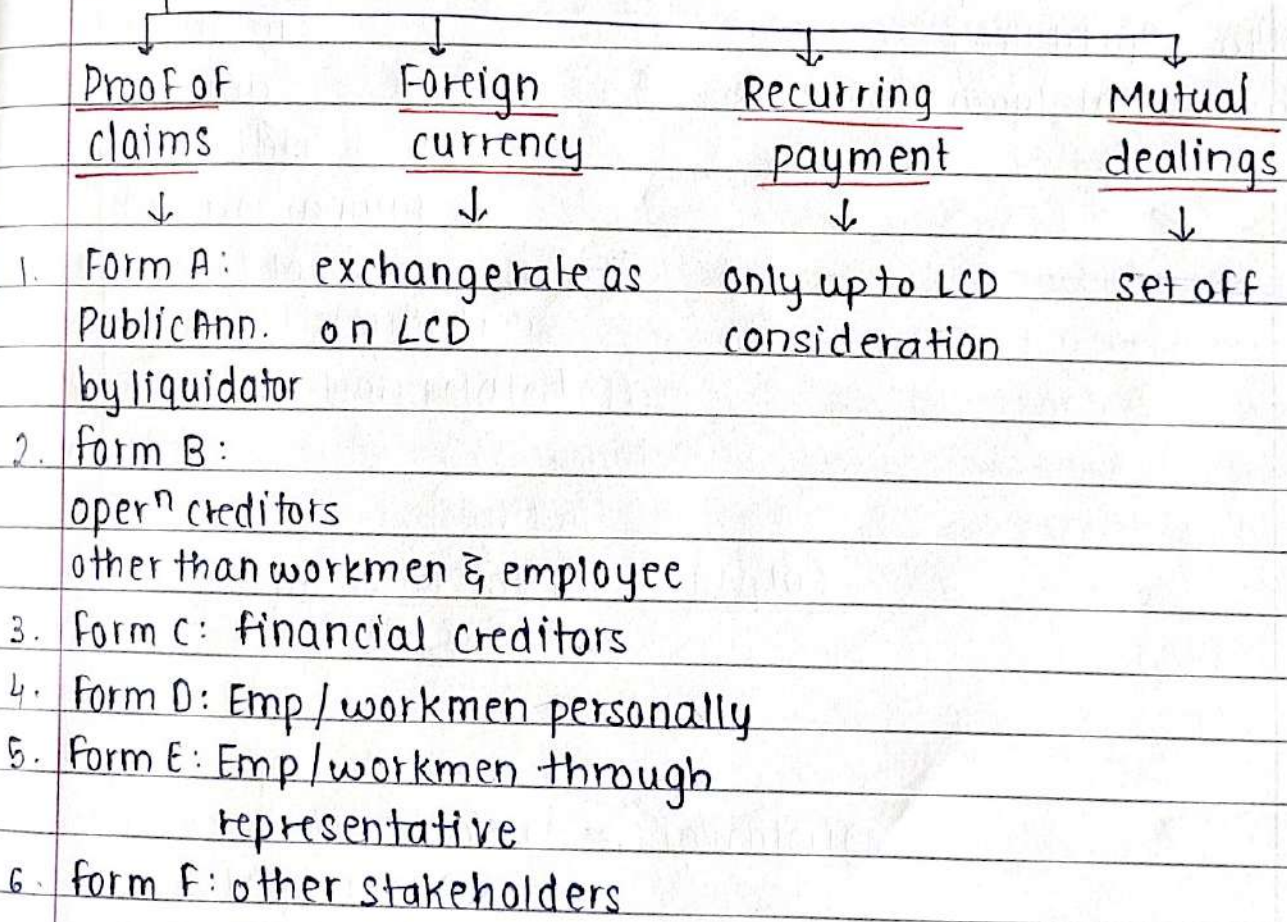 Proof of Foreign Recurring Mutual
claims currency payment dealings
1. Form A: exchange rate as only up to LCD set off
Public Ann. on LCD consideration
by liquidator
2. Form B:
operⁿ creditors
other than workmen & employee
3. Form C: financial creditors
4. Form D: Emp/workmen personally
5. Form E: Emp/workmen through
representative
6. Form F: other stakeholders